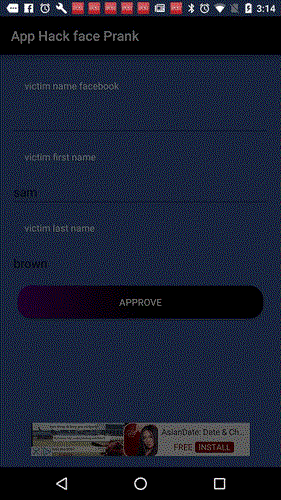 3:14
App Hack face Prank
victim name facebook
victim first name
sam
victim last name
brown
APPROVE
AsianDate: Date & Ch...
FREE INSTALL